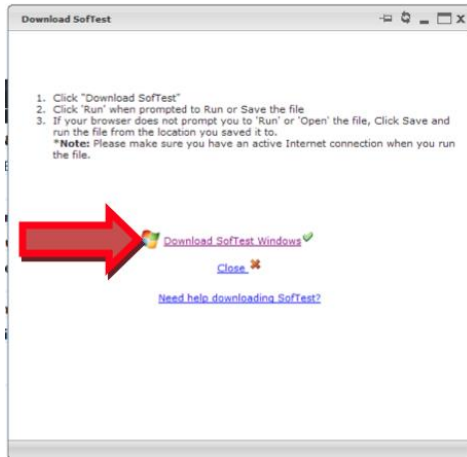 Download SofTest
1. Click "Download SofTest"
2. Click 'Run' when prompted to Run or Save the file
3. If your browser does not prompt you to 'Run' or 'Open' the file, Click Save and
run the file from the location you saved it to.
*Note: Please make sure you have an active Internet connection when you run
the file.
Download SofTest Windows
Close
Need help downloading SofTest?